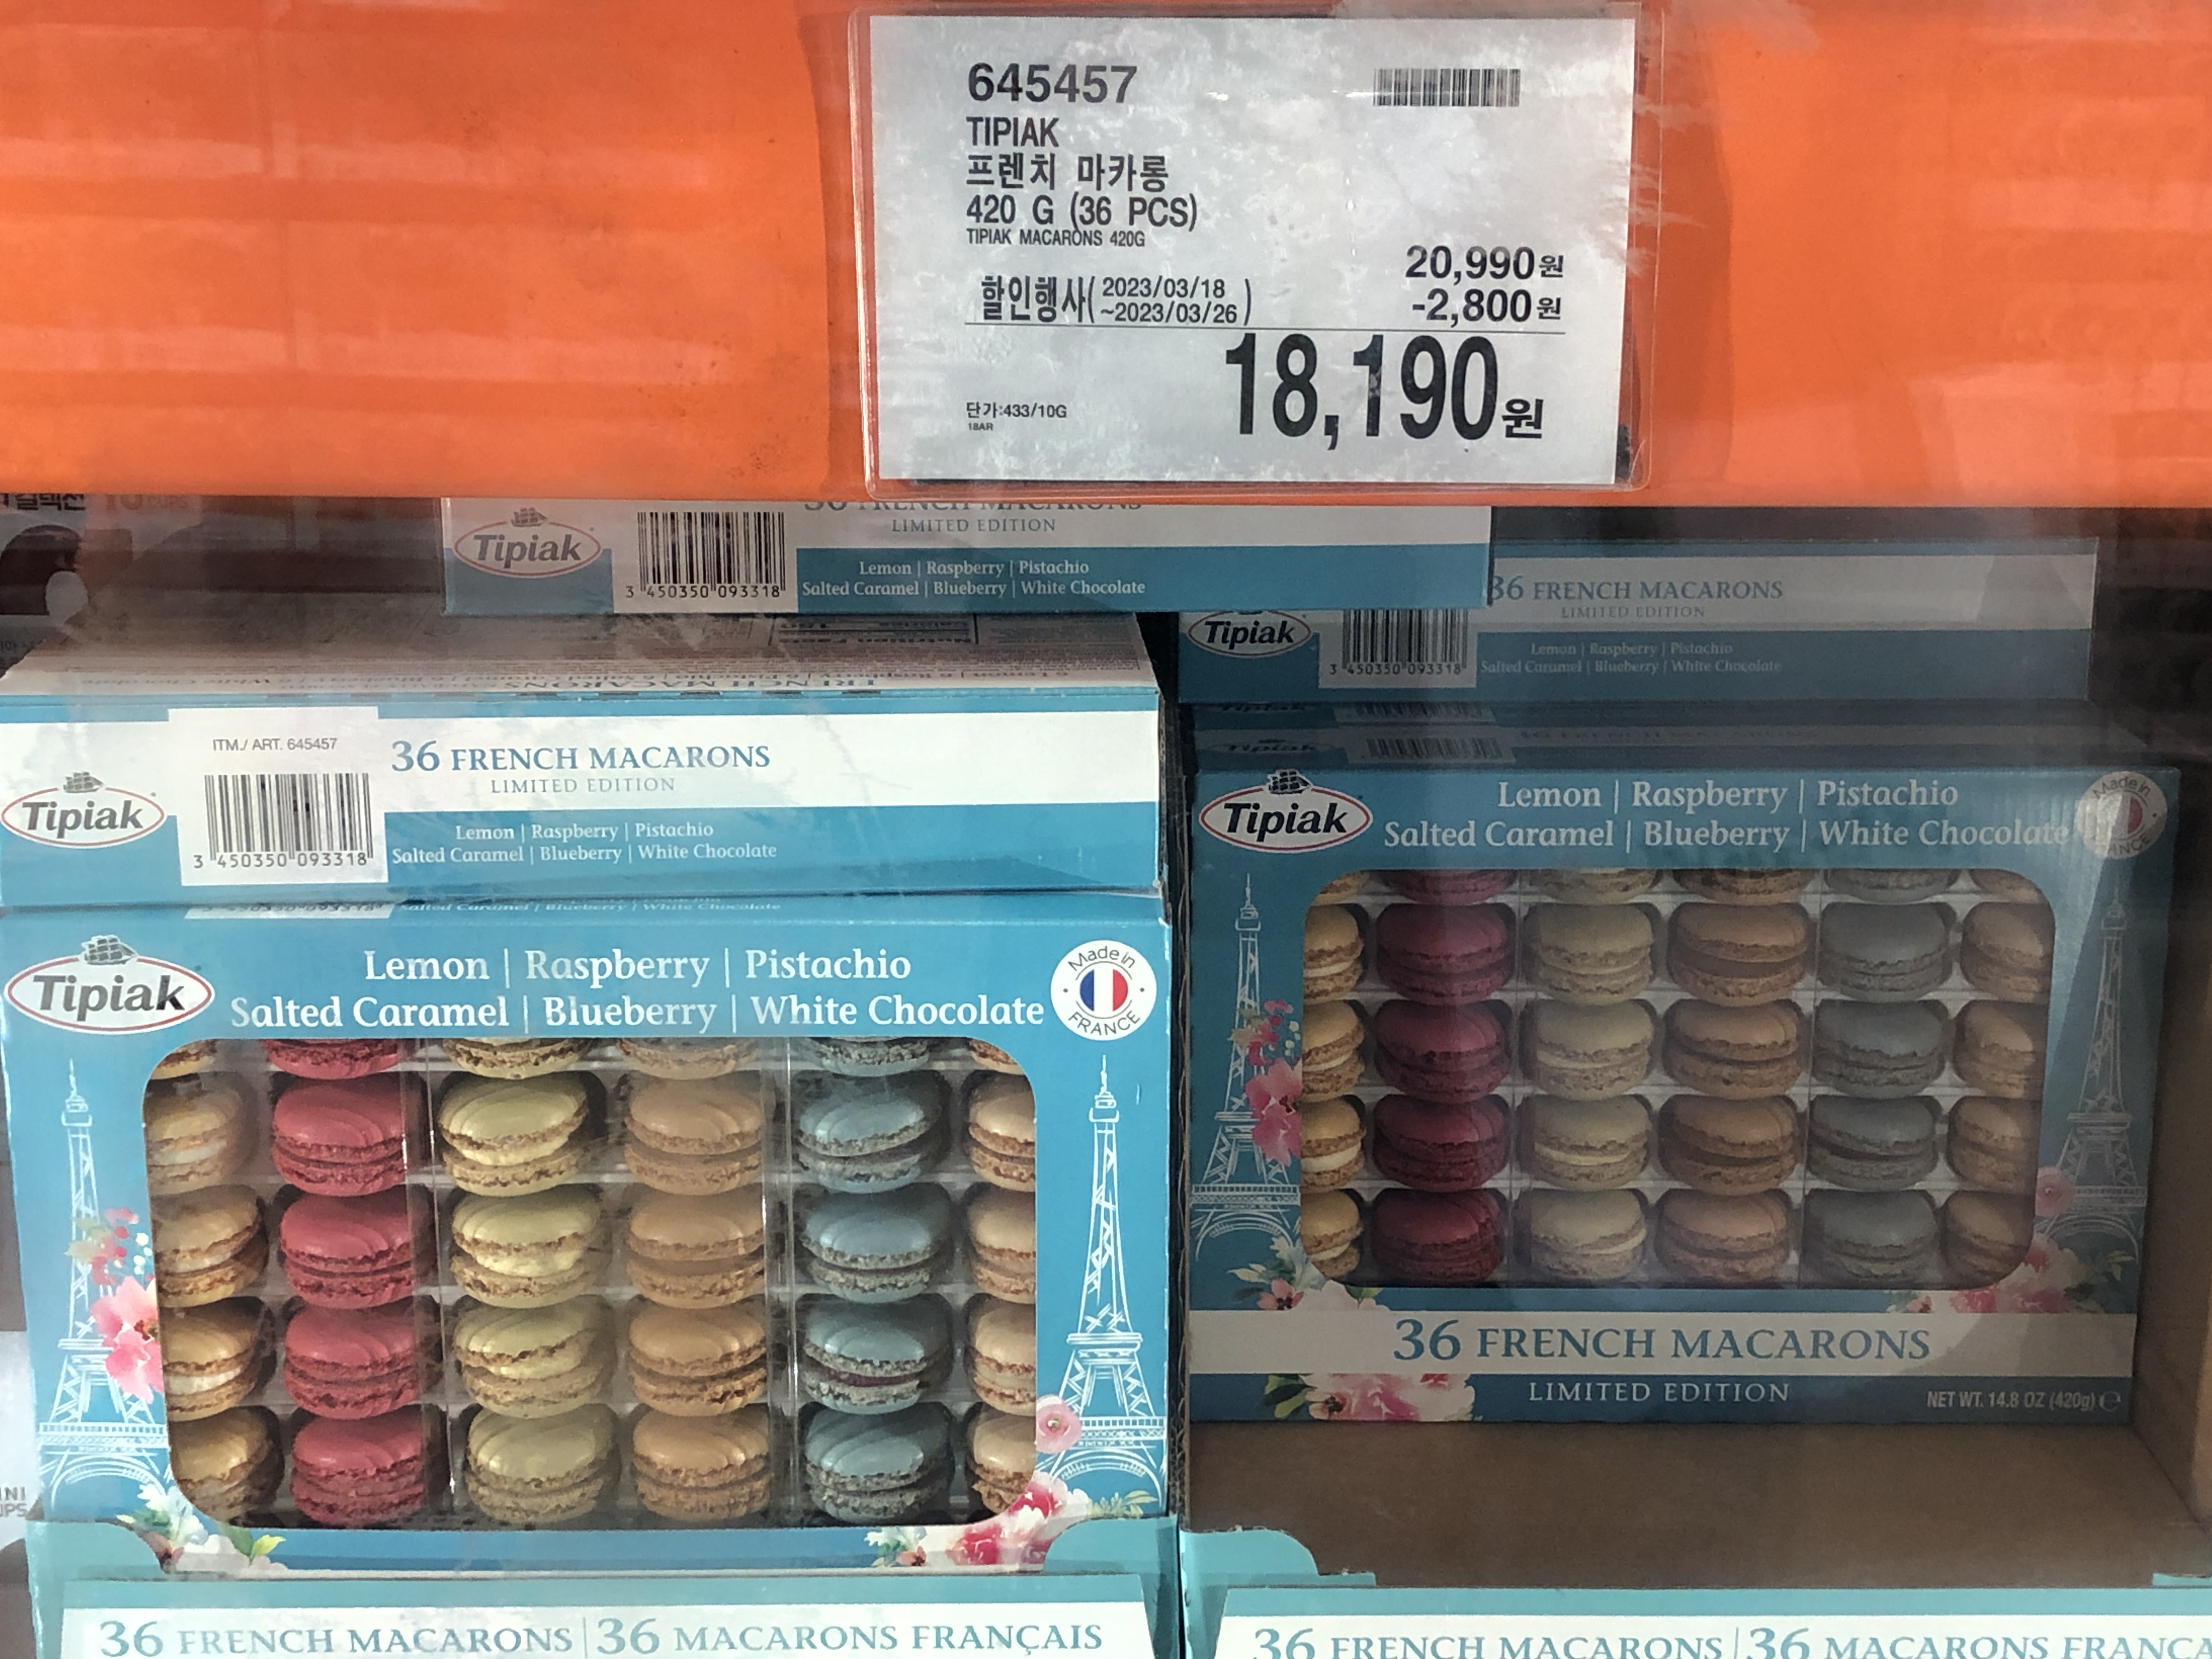 645457
TIPIAK
프렌치 마카롱
420 G (36 PCS)
TIPIAK MACARONS 420G
20,990원
할인행사( 2023/03/18 ~2023/03/26 )
-2,800원
18,190원
단가:433/10G
18AR
36 FRENCH MACARONS
LIMITED EDITION
Tipiak
Lemon | Raspberry | Pistachio
Salted Caramel | Blueberry | White Chocolate
3 450350 093318
36 FRENCH MACARONS
LIMITED EDITION
Tipiak
Lemon | Raspberry | Pistachio
Salted Caramel | Blueberry | White Chocolate
3 450350 093318
ITM./ ART. 645457
36 FRENCH MACARONS
LIMITED EDITION
Tipiak
Lemon | Raspberry | Pistachio
Salted Caramel | Blueberry | White Chocolate
3 450350 093318
Tipiak
Lemon | Raspberry | Pistachio
Salted Caramel | Blueberry | White Chocolate
Made in
FRANCE
Tipiak
Lemon | Raspberry | Pistachio
Salted Caramel | Blueberry | White Chocolate
Made in
FRANCE
36 FRENCH MACARONS
LIMITED EDITION
NET WT. 14.8 OZ (420g) ℮
36 FRENCH MACARONS | 36 MACARONS FRANÇAIS
36 FRENCH MACARONS | 36 MACARONS FRANÇA